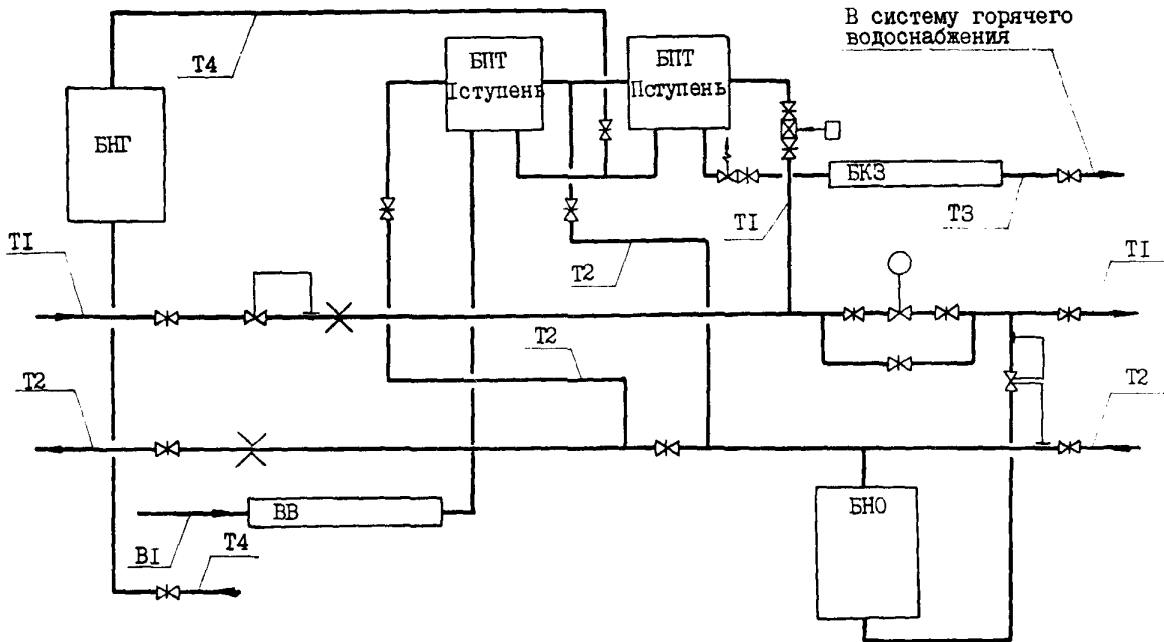 В систему горячего
водоснабжения
Т4
БПТ
Iступень
БПТ
IIступень
БНГ
БКЗ
Т3
Т1
Т1
Т2
Т1
Т2
Т2
Т2
ВВ
БНО
В1
Т4